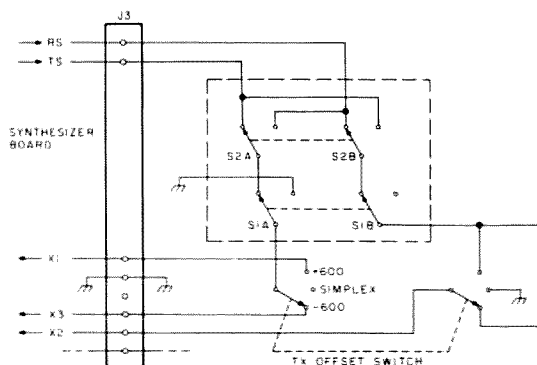 J3
RS
TS
SYNTHESIZER
BOARD
S2A
S2B
S1A
S1B
X1
+600
SIMPLEX
-600
X3
X2
TX OFFSET SWITCH